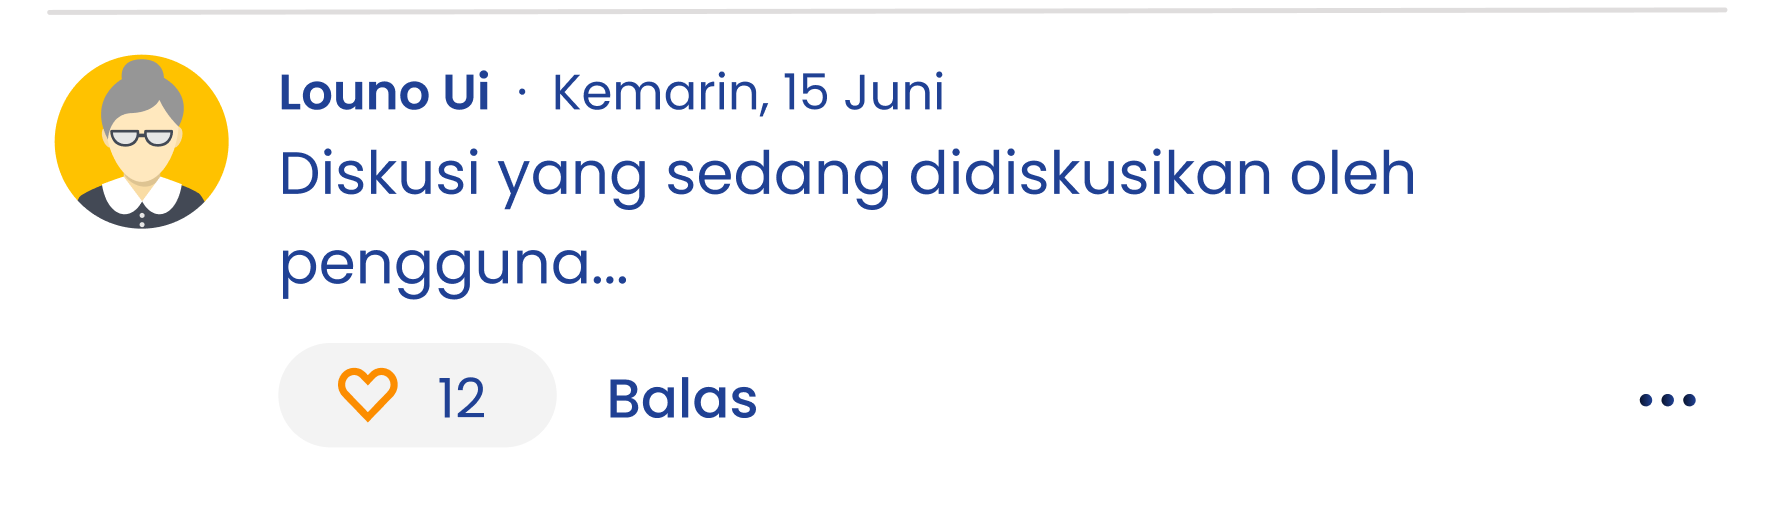 Louno Ui · Kemarin, 15 Juni
Diskusi yang sedang didiskusikan oleh
pengguna...
12 Balas